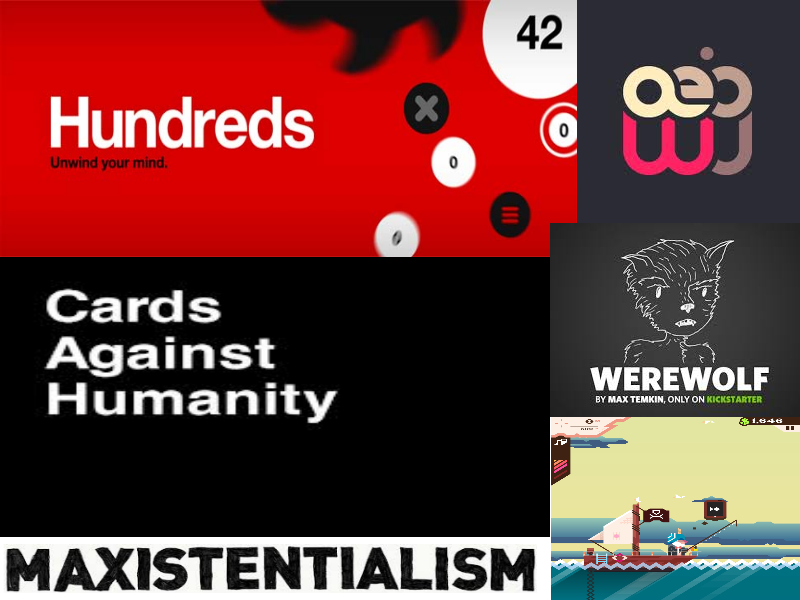 Hundreds
Unwind your mind.
42
0
0
0
Cards
Against
Humanity
MAXISTENTIALISM
WEREWOLF
BY MAX TEMKIN, ONLY ON KICKSTARTER
1,646